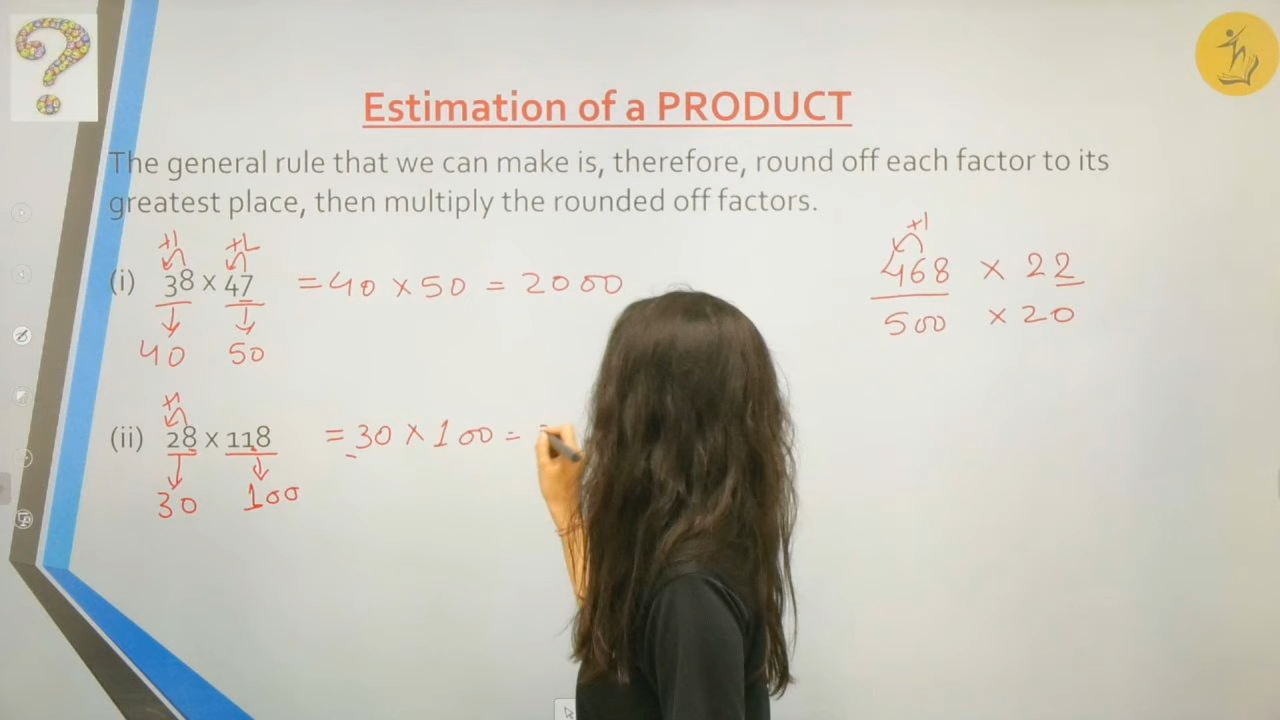 Estimation of a PRODUCT
The general rule that we can make is, therefore, round off each factor to its
greatest place, then multiply the rounded off factors.
+1 +1
(i) 38 x 47 = 40 × 50 = 2000
40 50
+1
468 × 22
500 × 20
+1
(ii) 28 x 118 = 30 × 100 =
30 100